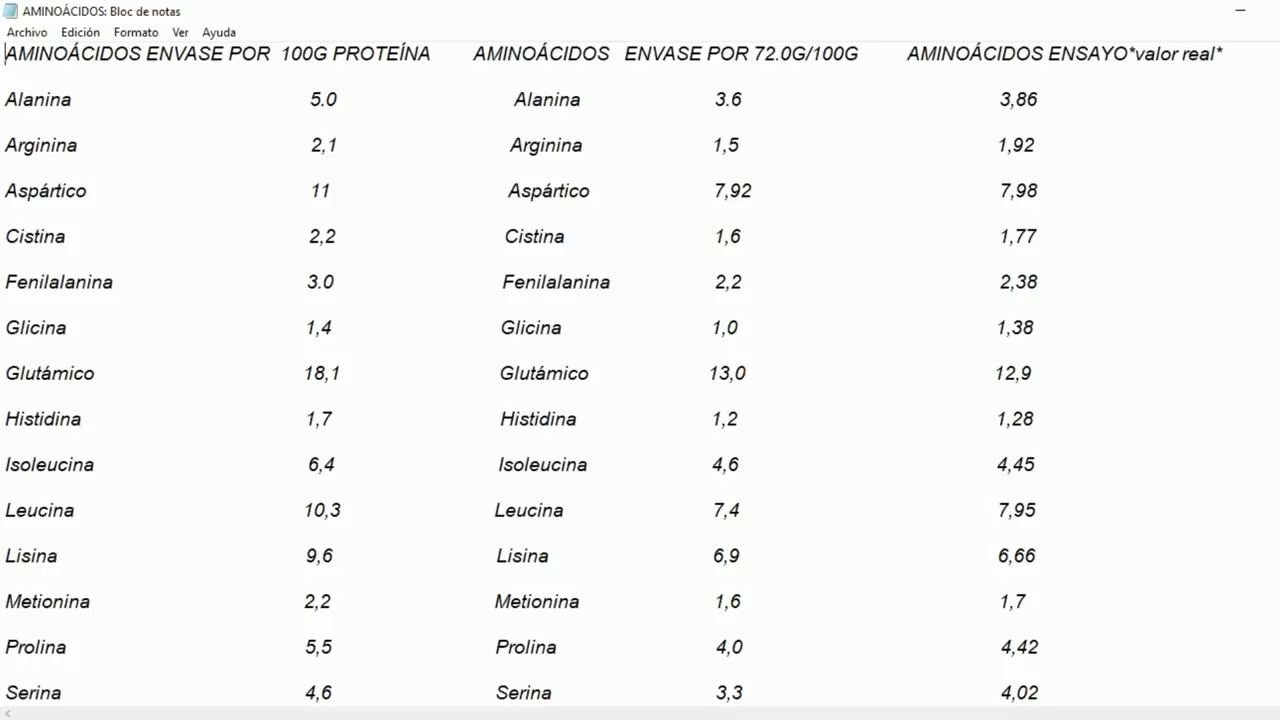 AMINOÁCIDOS: Bloc de notas
Archivo Edición Formato Ver Ayuda
AMINOÁCIDOS ENVASE POR 100G PROTEÍNA AMINOÁCIDOS ENVASE POR 72.0G/100G AMINOÁCIDOS ENSAYO*valor real*
Alanina 5.0 Alanina 3.6 3,86
Arginina 2,1 Arginina 1,5 1,92
Aspártico 11 Aspártico 7,92 7,98
Cistina 2,2 Cistina 1,6 1,77
Fenilalanina 3.0 Fenilalanina 2,2 2,38
Glicina 1,4 Glicina 1,0 1,38
Glutámico 18,1 Glutámico 13,0 12,9
Histidina 1,7 Histidina 1,2 1,28
Isoleucina 6,4 Isoleucina 4,6 4,45
Leucina 10,3 Leucina 7,4 7,95
Lisina 9,6 Lisina 6,9 6,66
Metionina 2,2 Metionina 1,6 1,7
Prolina 5,5 Prolina 4,0 4,42
Serina 4,6 Serina 3,3 4,02